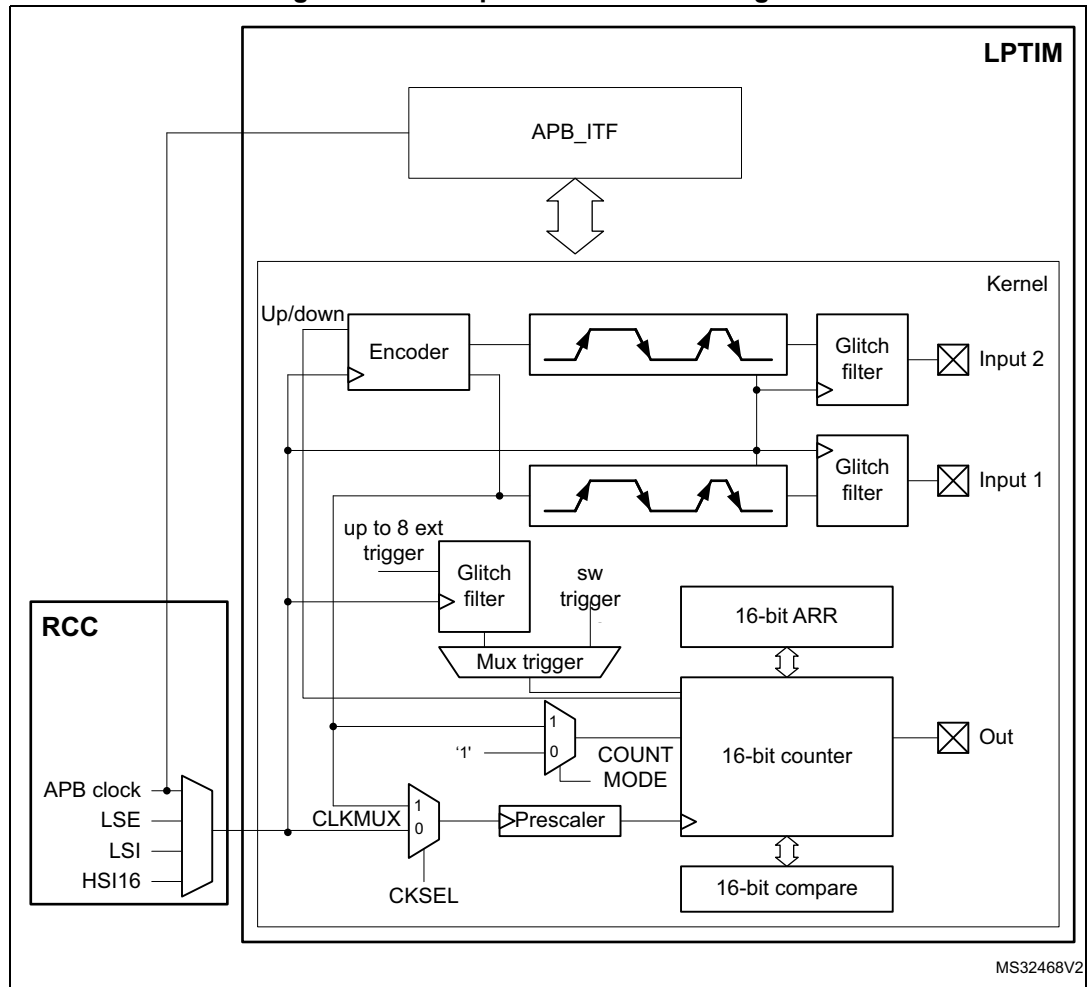 LPTIM
APB_ITF
Kernel
Up/down
Encoder
Glitch
filter
Input 2
Glitch
filter
Input 1
up to 8 ext
trigger
Glitch
filter
sw
trigger
Mux trigger
16-bit ARR
RCC
1
'1'
0
COUNT
MODE
16-bit counter
Out
APB clock
LSE
LSI
HSI16
CLKMUX
1
0
Prescaler
CKSEL
16-bit compare
MS32468V2